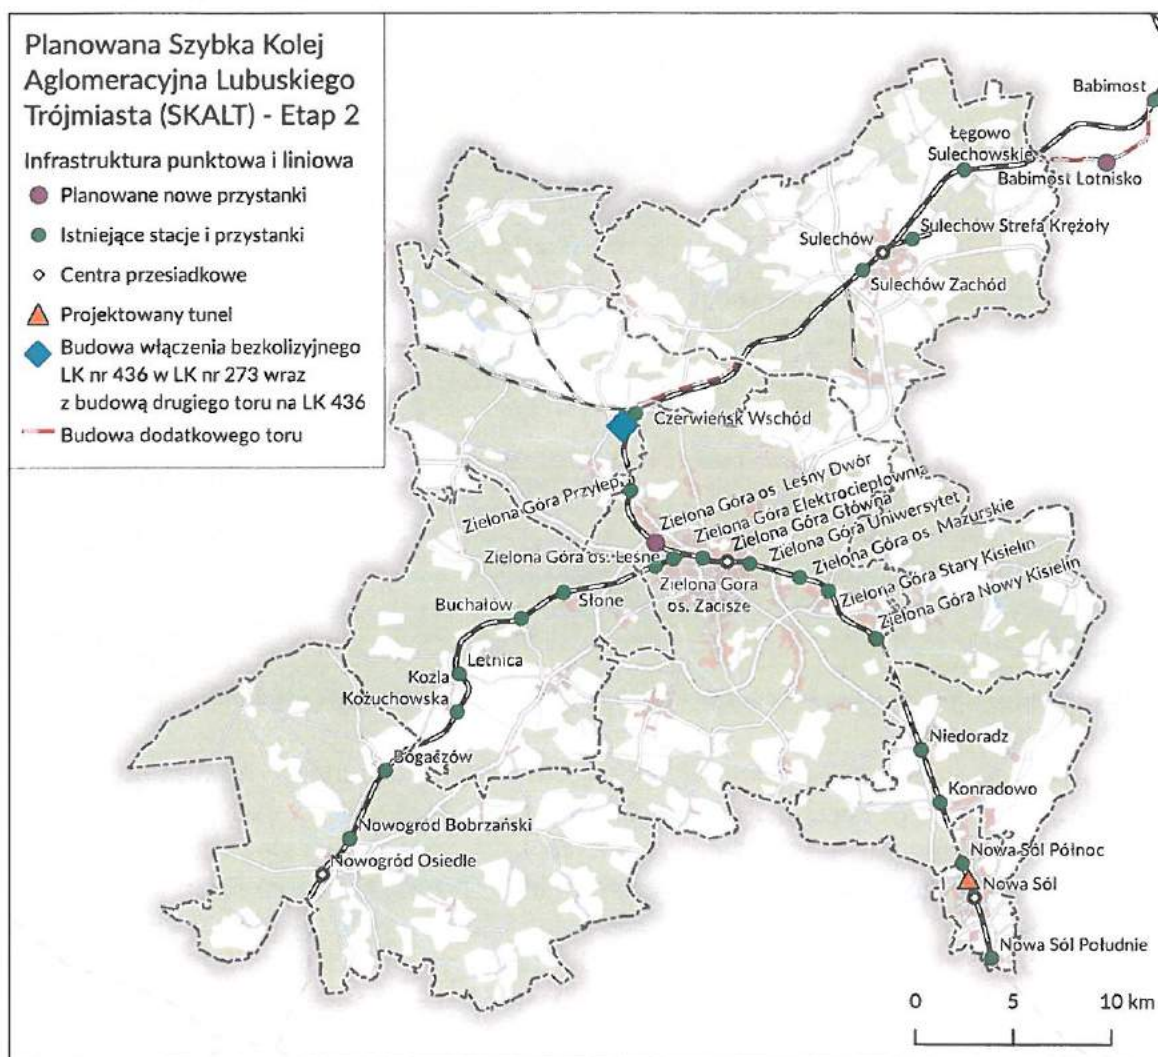 Planowana Szybka Kolej
Aglomeracyjna Lubuskiego
Trójmiasta (SKALT) - Etap 2
Infrastruktura punktowa i liniowa
Planowane nowe przystanki
Istniejące stacje i przystanki
Centra przesiadkowe
Projektowany tunel
Budowa włączenia bezkolizyjnego
LK nr 436 w LK nr 273 wraz
z budową drugiego toru na LK 436
Budowa dodatkowego toru
Babimost
Łęgowo
Sulechowskie
Babimost Lotnisko
Sulechów
Sulechów Strefa Krężoły
Sulechów Zachód
Czerwieńsk Wschód
Zielona Góra Przylep
Zielona Góra os. Leśny Dwór
Zielona Góra Elektrociepłownia
Zielona Góra Główna
Zielona Góra Uniwersytet
Zielona Góra os. Mazurskie
Zielona Góra Stary Kisielin
Zielona Góra Nowy Kisielin
Zielona Góra os. Leśne
Zielona Gora
os. Zacisze
Słone
Buchałów
Letnica
Koźla
Kożuchowska
Bogaczów
Nowogród Bobrzański
Nowogród Osiedle
Niedoradz
Konradowo
Nowa Sól Północ
Nowa Sól
Nowa Sól Południe
0 5 10 km